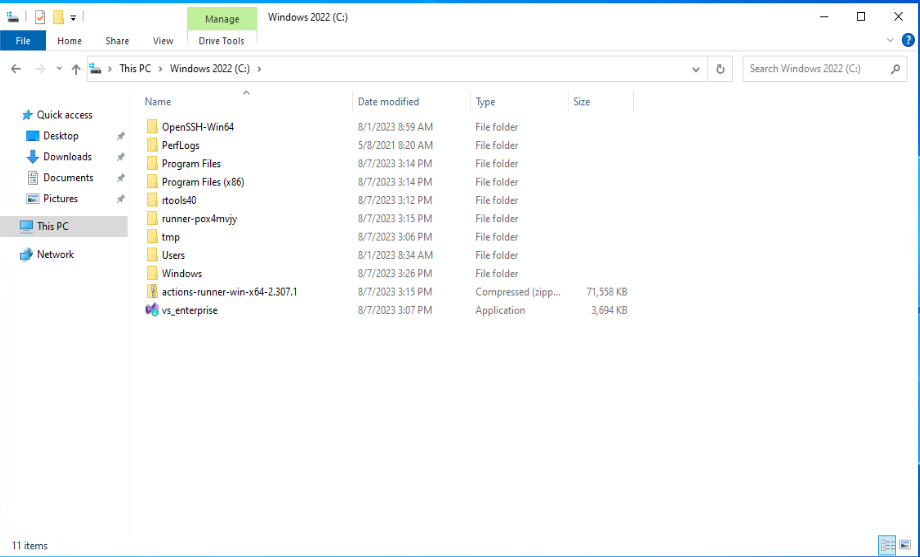 Manage
Windows 2022 (C:)
File
Home
Share
View
Drive Tools
This PC
Windows 2022 (C:)
Search Windows 2022 (C:)
Name
Date modified
Type
Size
Quick access
Desktop
Downloads
Documents
Pictures
This PC
Network
OpenSSH-Win64 8/1/2023 8:59 AM File folder
PerfLogs 5/8/2021 8:20 AM File folder
Program Files 8/7/2023 3:14 PM File folder
Program Files (x86) 8/7/2023 3:14 PM File folder
rtools40 8/7/2023 3:12 PM File folder
runner-pox4mvjy 8/7/2023 3:15 PM File folder
tmp 8/7/2023 3:06 PM File folder
Users 8/1/2023 8:34 AM File folder
Windows 8/7/2023 3:26 PM File folder
actions-runner-win-x64-2.307.1 8/7/2023 3:15 PM Compressed (zipp... 71,558 KB
vs_enterprise 8/7/2023 3:07 PM Application 3,694 KB
11 items